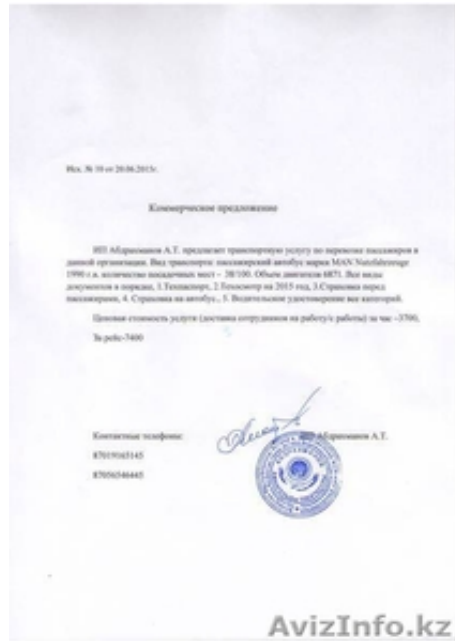 Исх. № 10 от 20.06.2015г.
Коммерческое предложение
ИП Абдрахманов А.Т. предлагает транспортную услугу по перевозке пассажиров в
данной организации. Вид транспорта: пассажирский автобус марки MAN Nutzfahrzeuge
1990 г.в. количество посадочных мест – 38/100. Объем двигателя 6871. Все виды
документов в порядке, 1.Техпаспорт, 2.Техосмотр на 2015 год, 3.Страховка перед
пассажирами, 4. Страховка на автобус., 5. Водительское удостоверение все категорий.
Ценовая стоимость услуги (доставка сотрудников на работу/с работы) за час –3700,
За рейс-7400
Контактные телефоны: Абдрахманов А.Т.
87019165145
87056546445
AvizInfo.kz